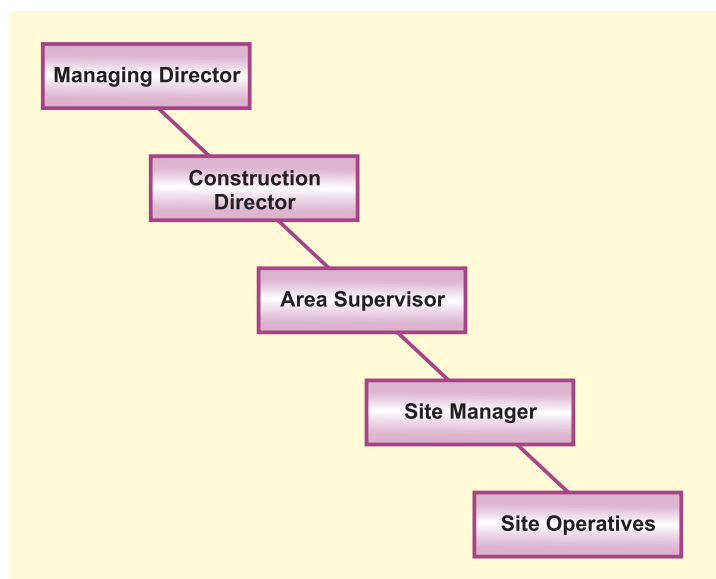 Managing Director
Construction
Director
Area Supervisor
Site Manager
Site Operatives